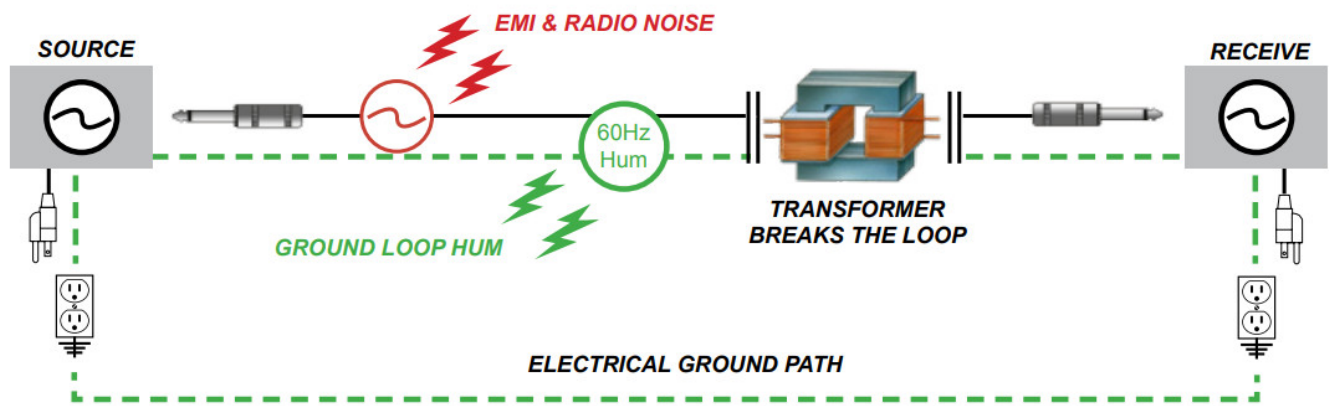 EMI & RADIO NOISE
SOURCE
RECEIVE
60Hz
Hum
TRANSFORMER
BREAKS THE LOOP
GROUND LOOP HUM
ELECTRICAL GROUND PATH